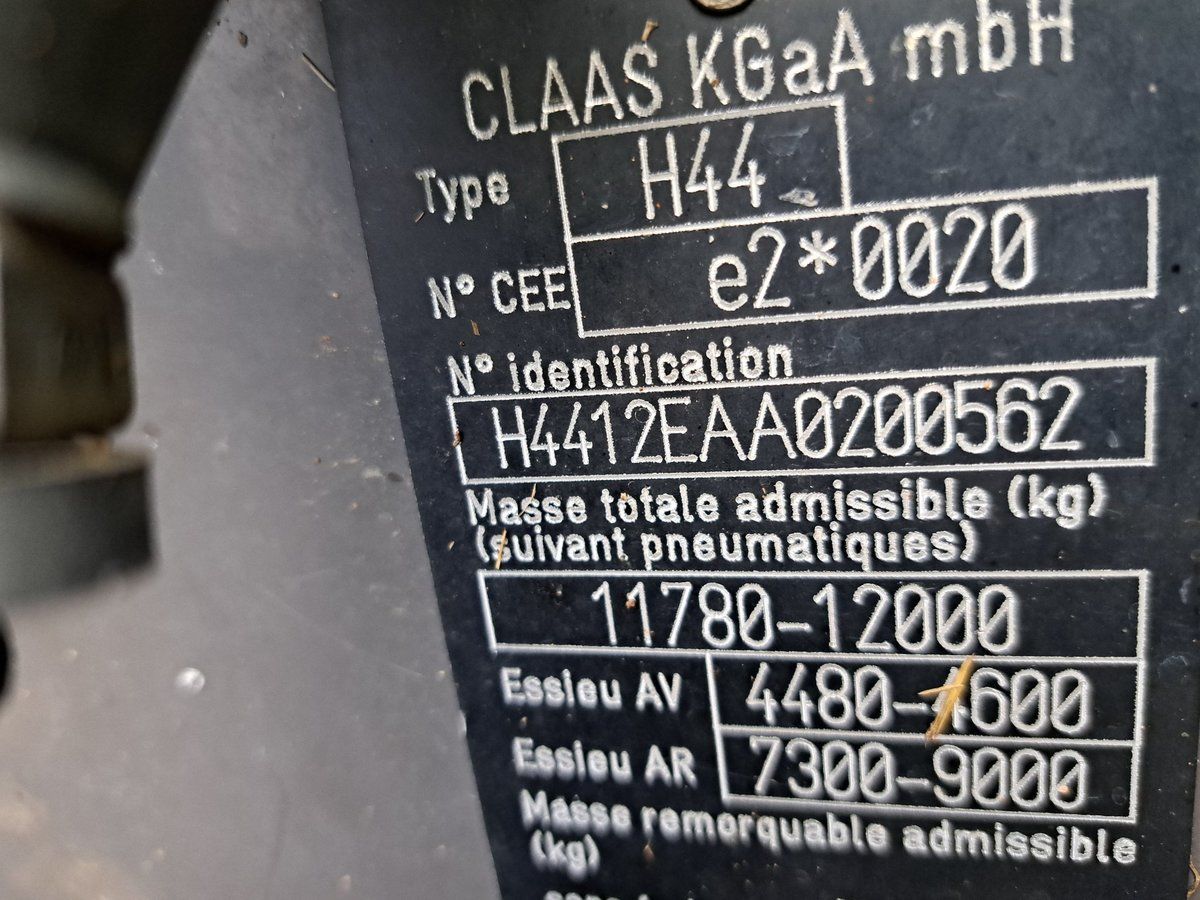 CLAAS KGaA mbH
Type H44
N° CEE e2*0020
N° identification
H4412EAA0200562
Masse totale admissible (kg)
(suivant pneumatiques)
11780-12000
Essieu AV 4480-4600
Essieu AR 7300-9000
Masse remorquable admissible
(kg)